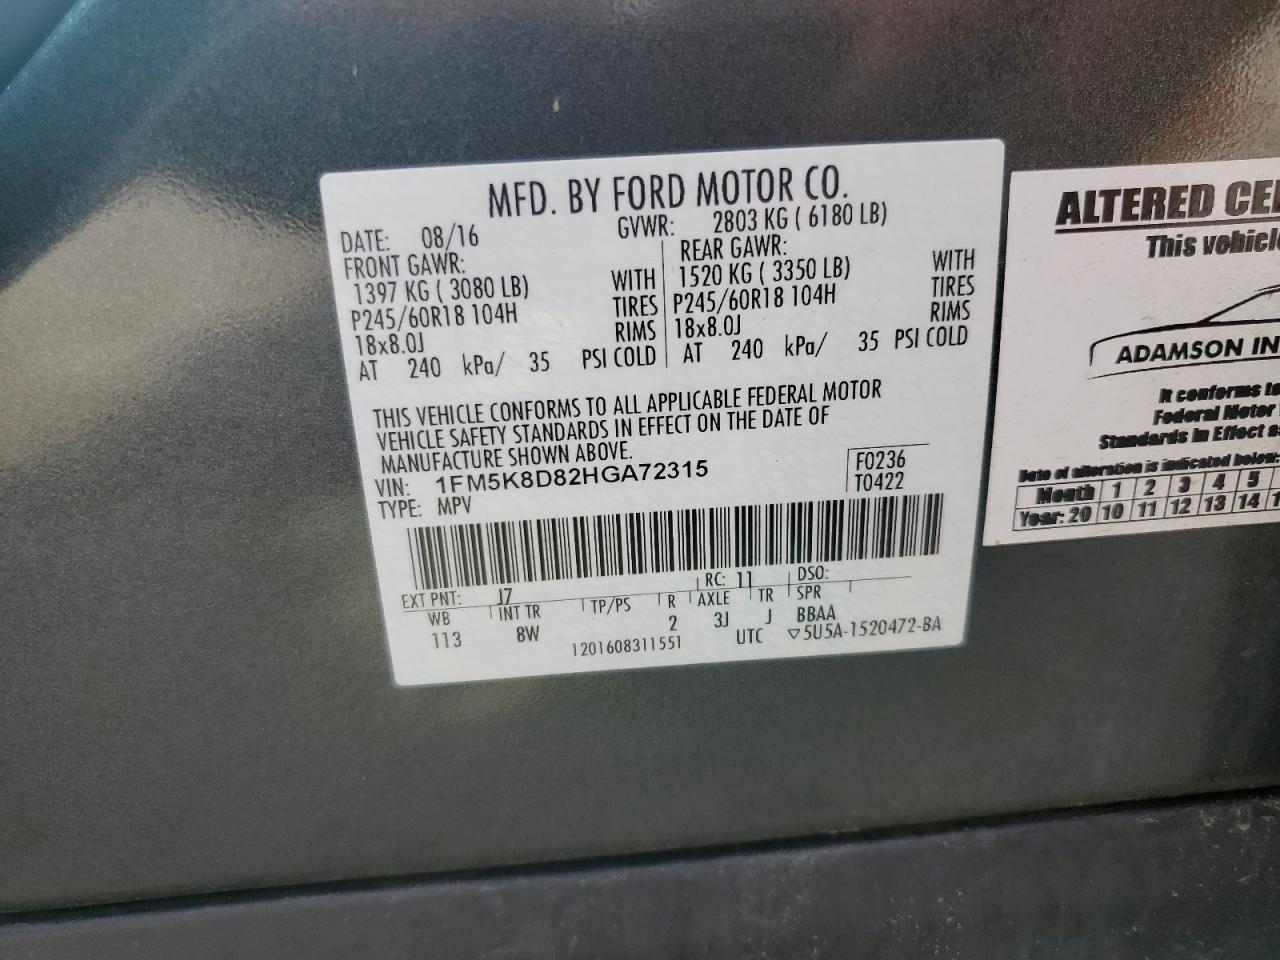 MFD. BY FORD MOTOR CO.
DATE: 08/16 GVWR: 2803 KG ( 6180 LB)
FRONT GAWR: REAR GAWR:
1397 KG ( 3080 LB) WITH 1520 KG ( 3350 LB) WITH
P245/60R18 104H TIRES P245/60R18 104H TIRES
18x8.0J RIMS 18x8.0J RIMS
AT 240 kPa/ 35 PSI COLD AT 240 kPa/ 35 PSI COLD
THIS VEHICLE CONFORMS TO ALL APPLICABLE FEDERAL MOTOR
VEHICLE SAFETY STANDARDS IN EFFECT ON THE DATE OF
MANUFACTURE SHOWN ABOVE.
VIN: 1FM5K8D82HGA72315 F0236
TYPE: MPV T0422
EXT PNT: J7 RC: 11 DSO:
WB INT TR TP/PS R AXLE TR SPR
113 8W 2 3J J BBAA
1201608311551 UTC ▽5U5A-1520472-BA
ALTERED
This
ADAMSON
It conforms
Federal Motor
Standards in Effect
Date of alteration is indicated below:
Month 1 2 3 4 5
Year: 20 10 11 12 13 14